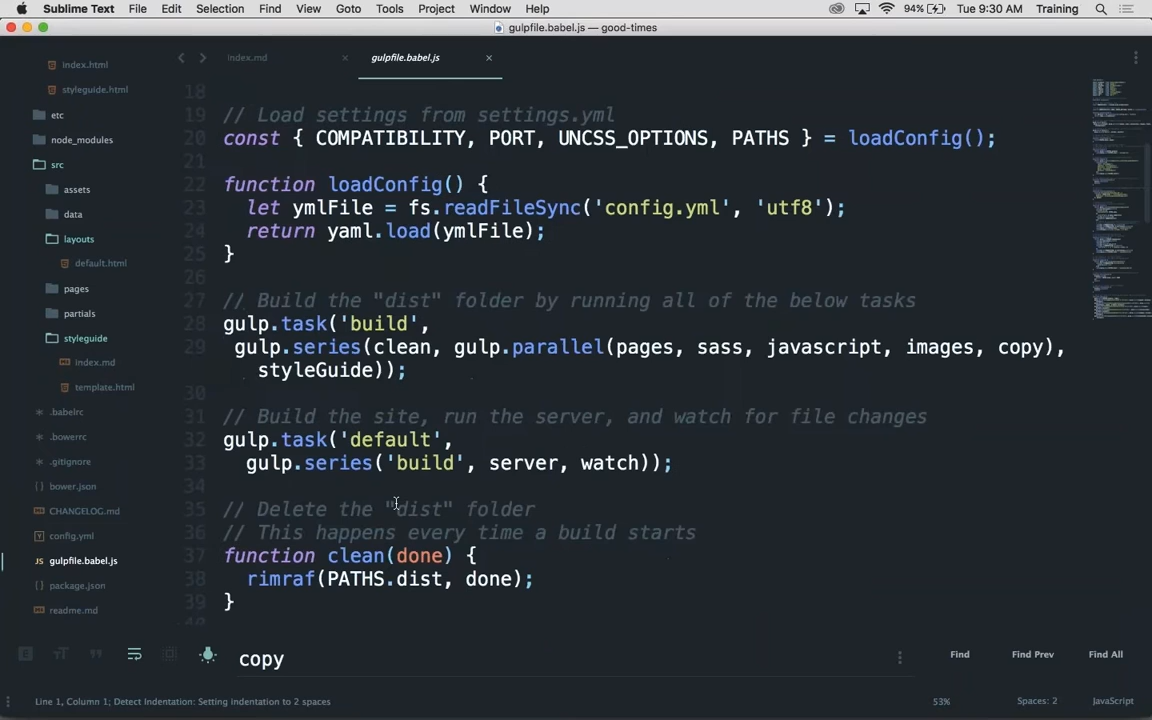 Sublime Text File Edit Selection Find View Goto Tools Project Window Help 94% Tue 9:30 AM Training
gulpfile.babel.js — good-times
index.html
styleguide.html
etc
node_modules
src
assets
data
layouts
default.html
pages
partials
styleguide
index.md
template.html
.babelrc
.bowerrc
.gitignore
bower.json
CHANGELOG.md
config.yml
JS gulpfile.babel.js
package.json
readme.md
index.md gulpfile.babel.js
18
19 // Load settings from settings.yml
20 const { COMPATIBILITY, PORT, UNCSS_OPTIONS, PATHS } = loadConfig();
21
22 function loadConfig() {
23 let ymlFile = fs.readFileSync('config.yml', 'utf8');
24 return yaml.load(ymlFile);
25 }
26
27 // Build the "dist" folder by running all of the below tasks
28 gulp.task('build',
29 gulp.series(clean, gulp.parallel(pages, sass, javascript, images, copy),
styleGuide));
30
31 // Build the site, run the server, and watch for file changes
32 gulp.task('default',
33 gulp.series('build', server, watch));
34
35 // Delete the "dist" folder
36 // This happens every time a build starts
37 function clean(done) {
38 rimraf(PATHS.dist, done);
39 }
40
copy Find Find Prev Find All
Line 1, Column 1; Detect Indentation: Setting indentation to 2 spaces 53% Spaces: 2 JavaScript